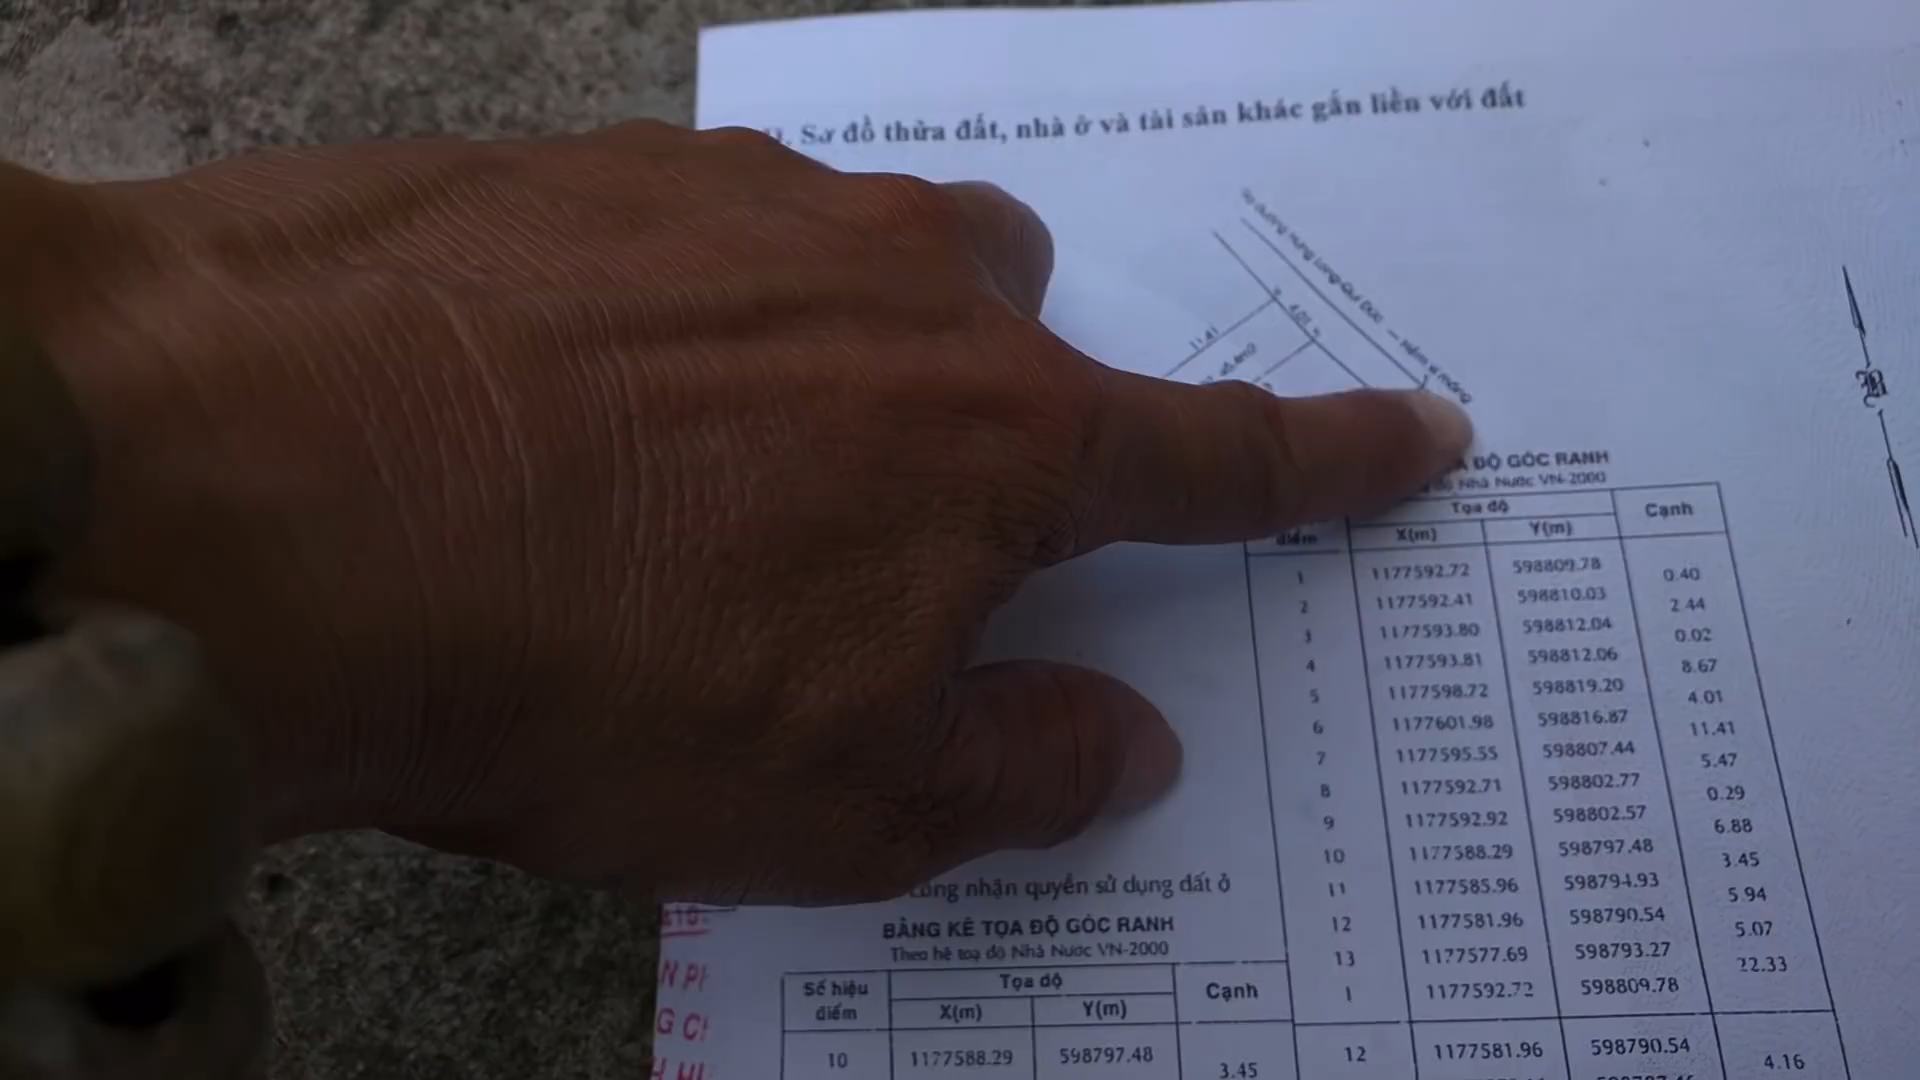 Sơ đồ thửa đất, nhà ở và tài sản khác gắn liền với đất
đường Hưng Long-Qui Đức
11.41
4.01
B
ĐỘ GÓC RANH
Nhà Nước VN-2000
điểm Tọa độ Cạnh
X(m) Y(m)
1 1177592.72 598809.78
0.40
2 1177592.41 598810.03
2.44
3 1177593.80 598812.04
0.02
4 1177593.81 598812.06
8.67
5 1177598.72 598819.20
4.01
6 1177601.98 598816.87
11.41
7 1177595.55 598807.44
5.47
8 1177592.71 598802.77
0.29
9 1177592.92 598802.57
6.88
10 1177588.29 598797.48
3.45
11 1177585.96 598794.93
5.94
12 1177581.96 598790.54
5.07
13 1177577.69 598793.27
22.33
1 1177592.72 598809.78
12 1177581.96 598790.54
4.16
nhận quyền sử dụng đất ở
BẢNG KÊ TỌA ĐỘ GÓC RANH
Theo hệ toạ độ Nhà Nước VN-2000
Số hiệu điểm Tọa độ Cạnh
X(m) Y(m)
10 1177588.29 598797.48
3.45